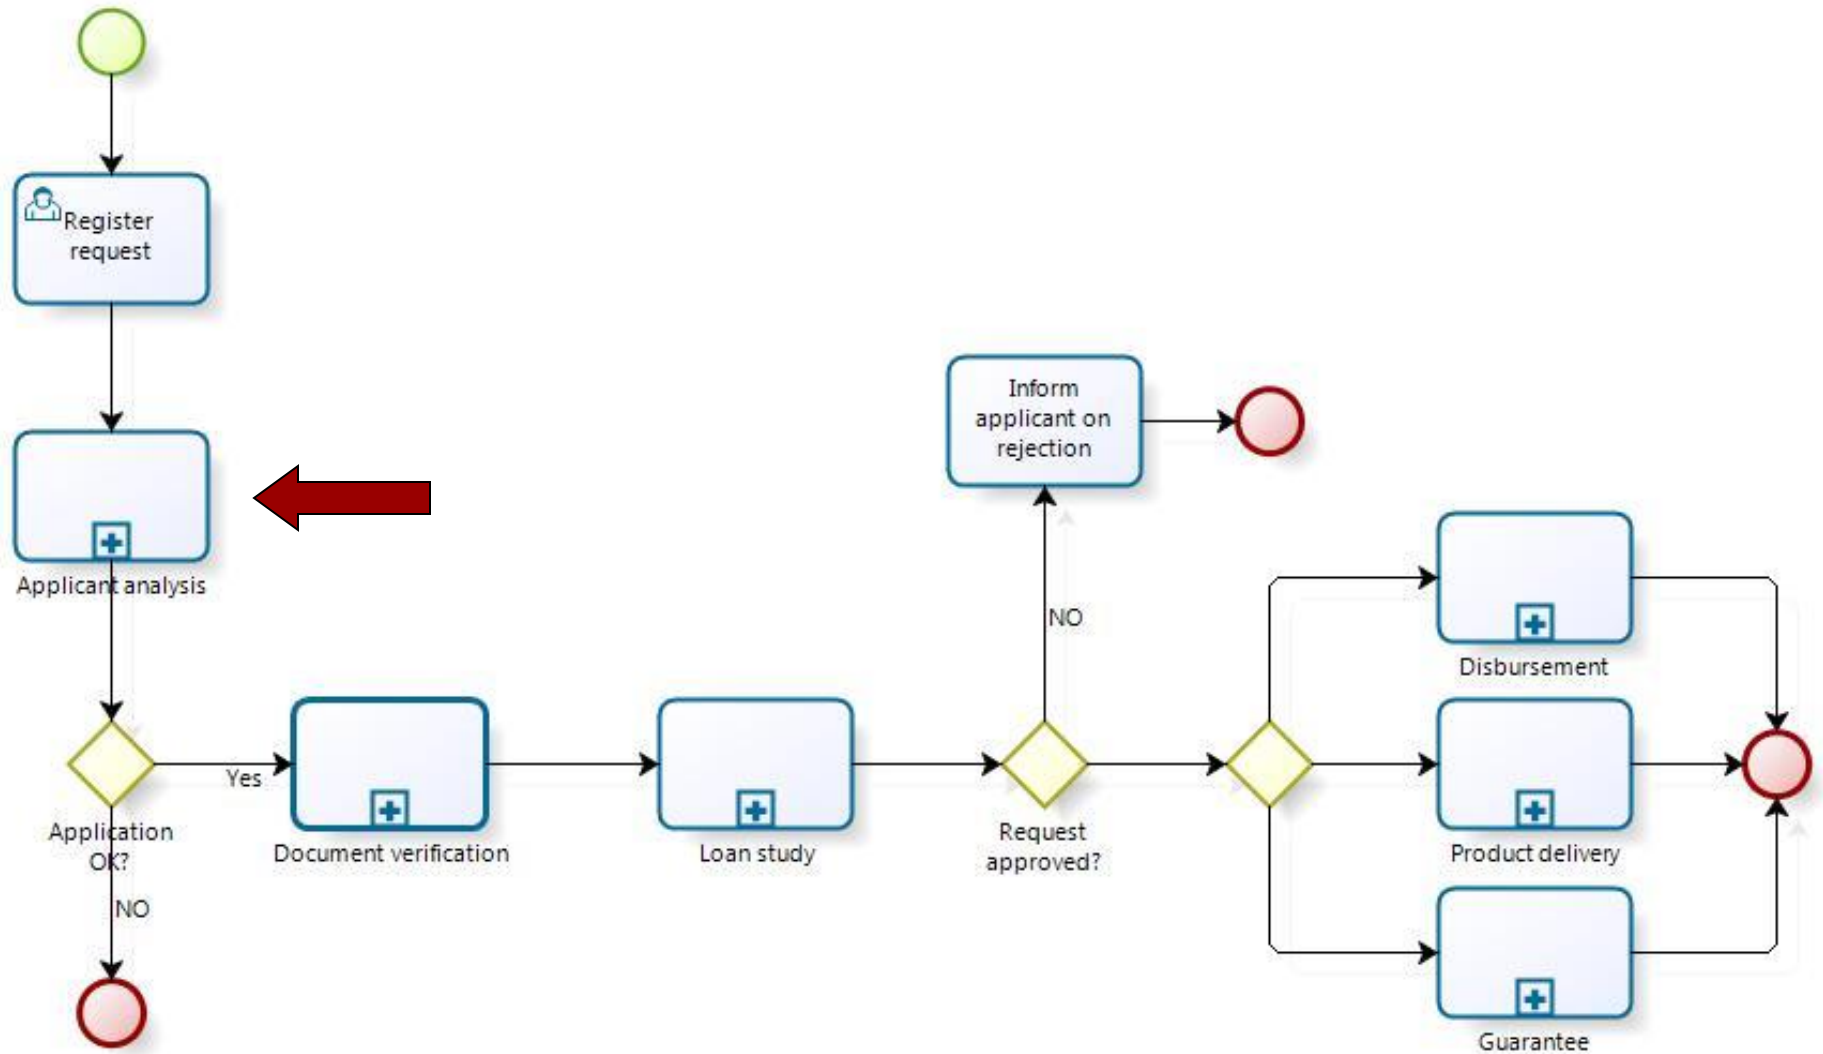 Register
request
Applicant analysis
Application
OK?
NO
Yes
Document verification
Loan study
Request
approved?
NO
Inform
applicant on
rejection
Disbursement
Product delivery
Guarantee